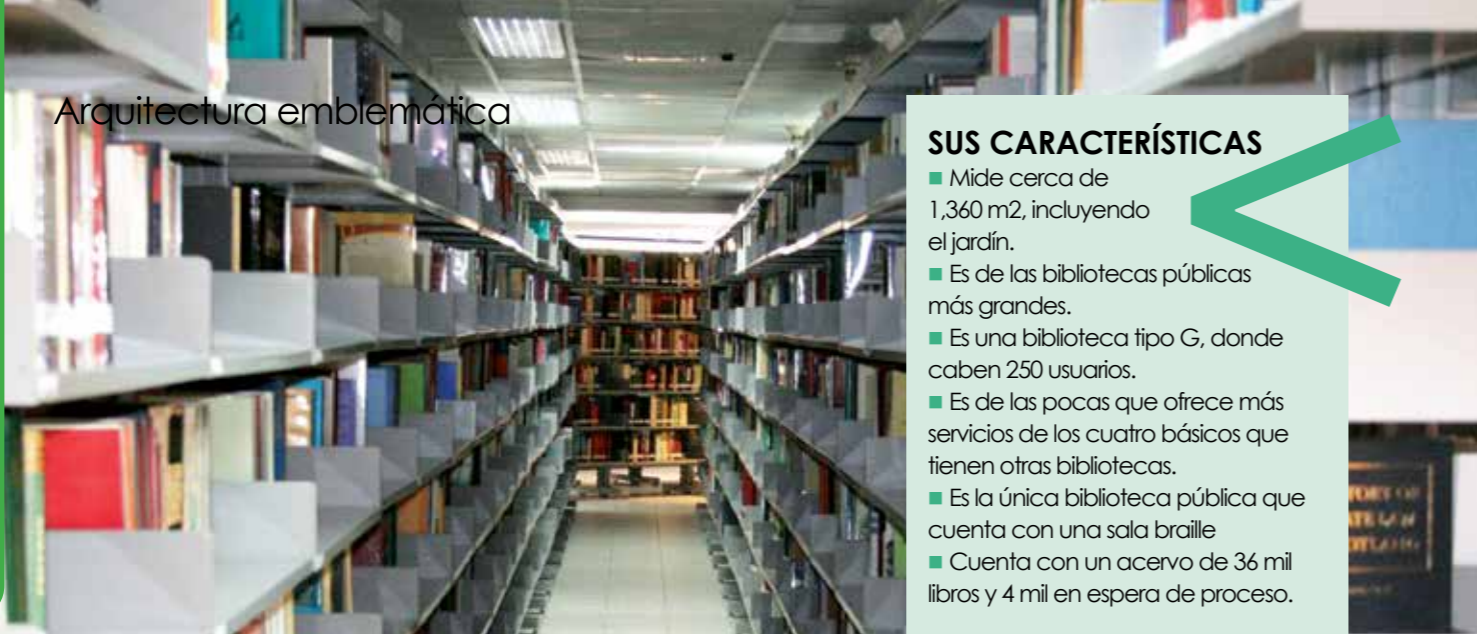 Arquitectura emblemática
SUS CARACTERÍSTICAS
■ Mide cerca de
1,360 m2, incluyendo
el jardín.
■ Es de las bibliotecas públicas
más grandes.
■ Es una biblioteca tipo G, donde
caben 250 usuarios.
■ Es de las pocas que ofrece más
servicios de los cuatro básicos que
tienen otras bibliotecas.
■ Es la única biblioteca pública que
cuenta con una sala braille
■ Cuenta con un acervo de 36 mil
libros y 4 mil en espera de proceso.